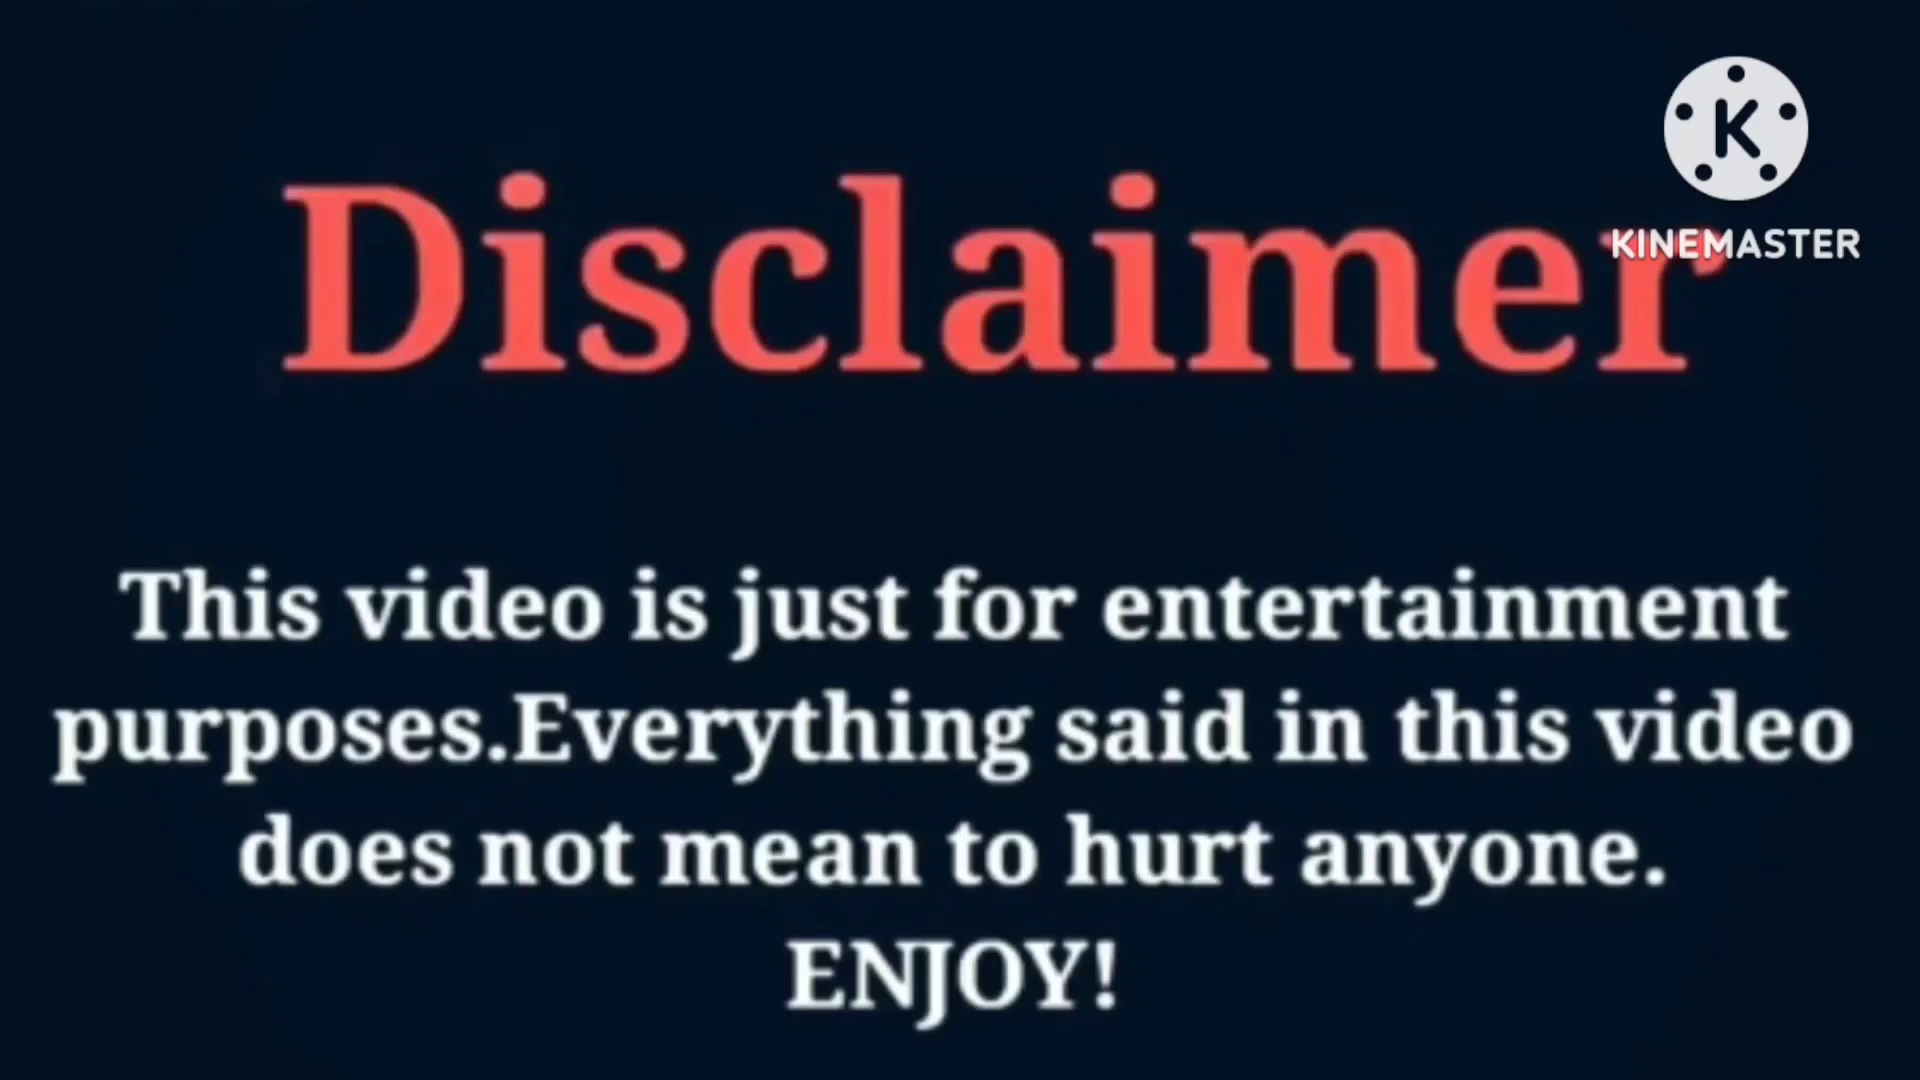 K
KINEMASTER
Disclaimer
This video is just for entertainment
purposes.Everything said in this video
does not mean to hurt anyone.
ENJOY!